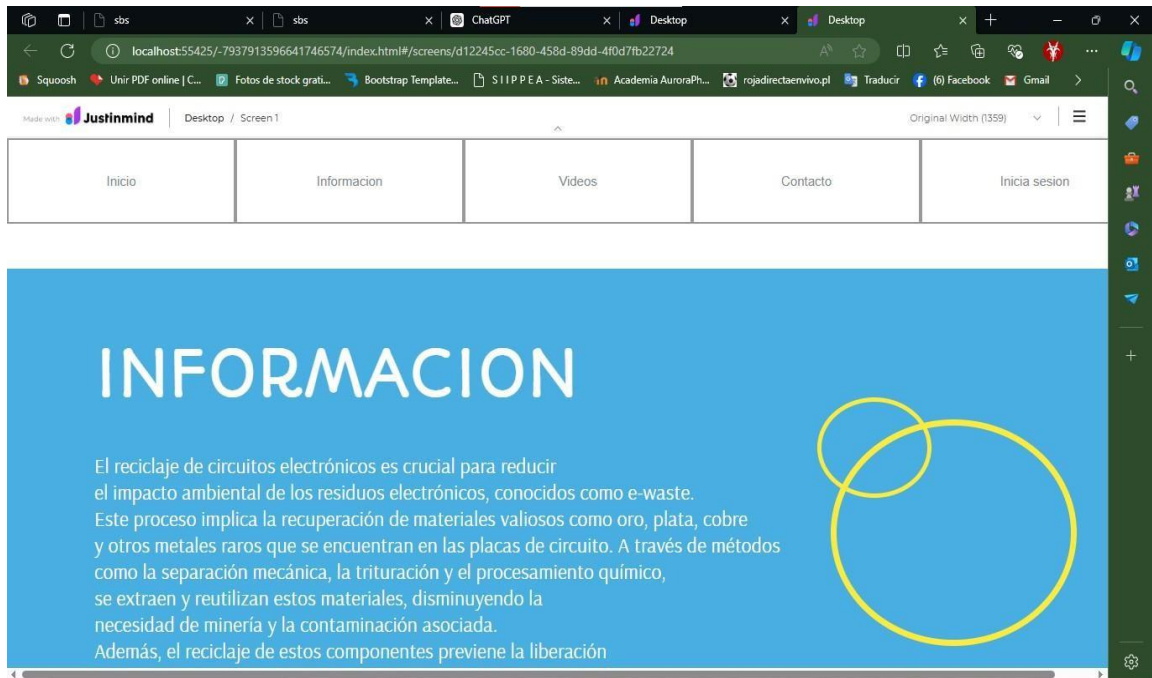 sbs
sbs
ChatGPT
Desktop
Desktop
localhost:55425/-7937913596641746574/index.html#/screens/d12245cc-1680-458d-89dd-4f0d7fb22724
Squoosh
Unir PDF online | C...
Fotos de stock grati...
Bootstrap Template...
S I I P P E A - Siste...
Academia AuroraPh...
rojadirectaenvivo.pl
Traducir
(6) Facebook
Gmail
Made with Justinmind
Desktop / Screen 1
Original Width (1359)
Inicio
Informacion
Videos
Contacto
Inicia sesion
INFORMACION
El reciclaje de circuitos electrónicos es crucial para reducir
el impacto ambiental de los residuos electrónicos, conocidos como e-waste.
Este proceso implica la recuperación de materiales valiosos como oro, plata, cobre
y otros metales raros que se encuentran en las placas de circuito. A través de métodos
como la separación mecánica, la trituración y el procesamiento químico,
se extraen y reutilizan estos materiales, disminuyendo la
necesidad de minería y la contaminación asociada.
Además, el reciclaje de estos componentes previene la liberación